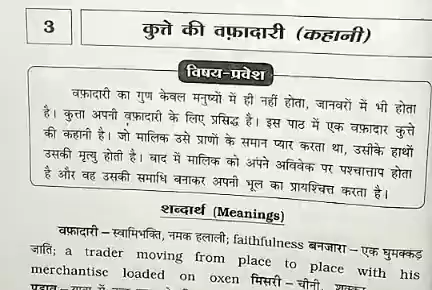 3
कुत्ते की वफ़ादारी (कहानी)
विषय-प्रवेश
वफ़ादारी का गुण केवल मनुष्यों में ही नहीं होता, जानवरों में भी होता
है। कुत्ता अपनी वफ़ादारी के लिए प्रसिद्ध है। इस पाठ में एक वफ़ादार कुत्ते
की कहानी है। जो मालिक उसे प्राणों के समान प्यार करता था, उसीके हाथों
उसकी मृत्यु होती है। बाद में मालिक को अपने अविवेक पर पश्चात्ताप होता
है और वह उसकी समाधि बनाकर अपनी भूल का प्रायश्चित्त करता है।
शब्दार्थ (Meanings)
वफ़ादारी – स्वामिभक्ति, नमक हलाली; faithfulness बनजारा – एक घुमक्कड़
जाति; a trader moving from place to place with his
merchantise loaded on oxen मिसरी – चीनी,